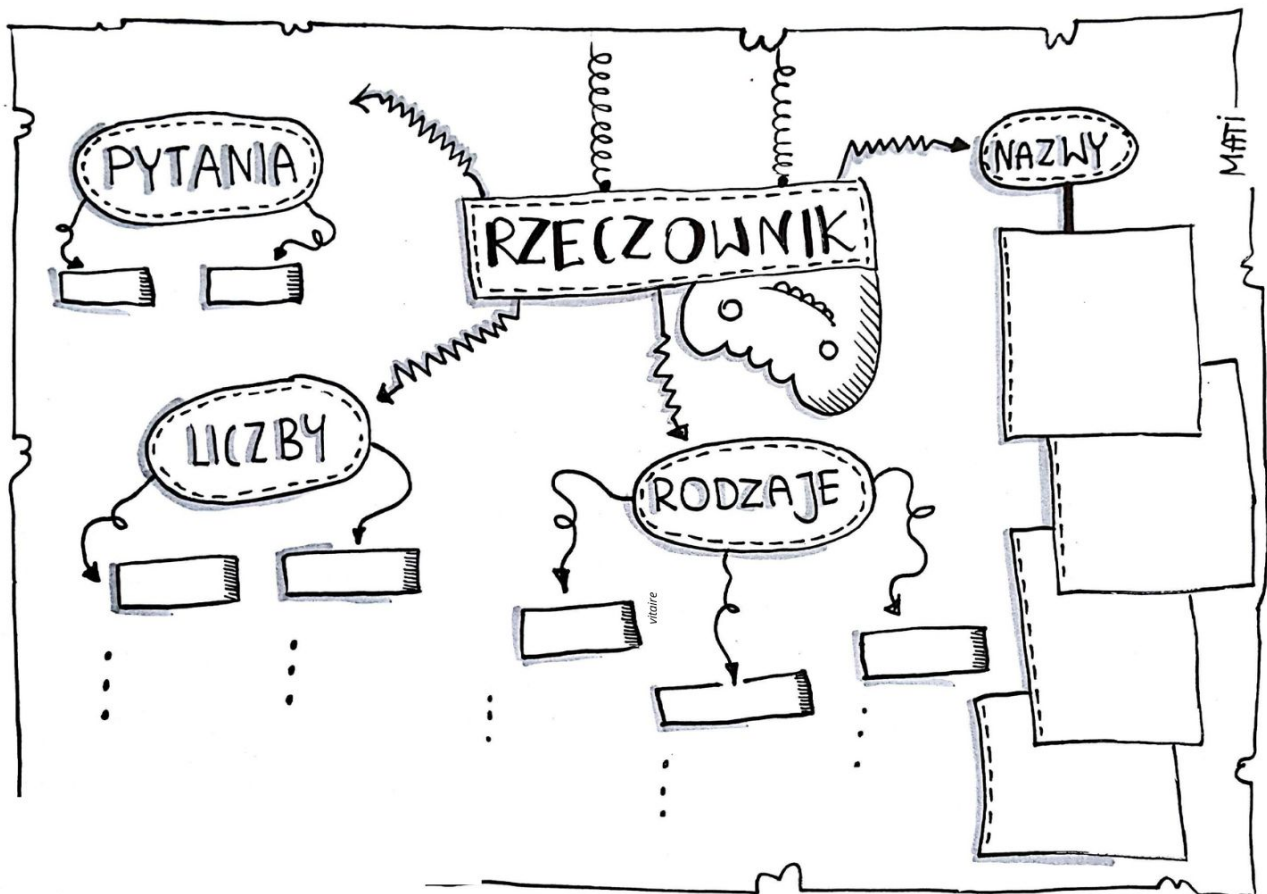 PYTANIA
RZECZOWNIK
NAZWY
MATI
LICZBY
RODZAJE
vitaire